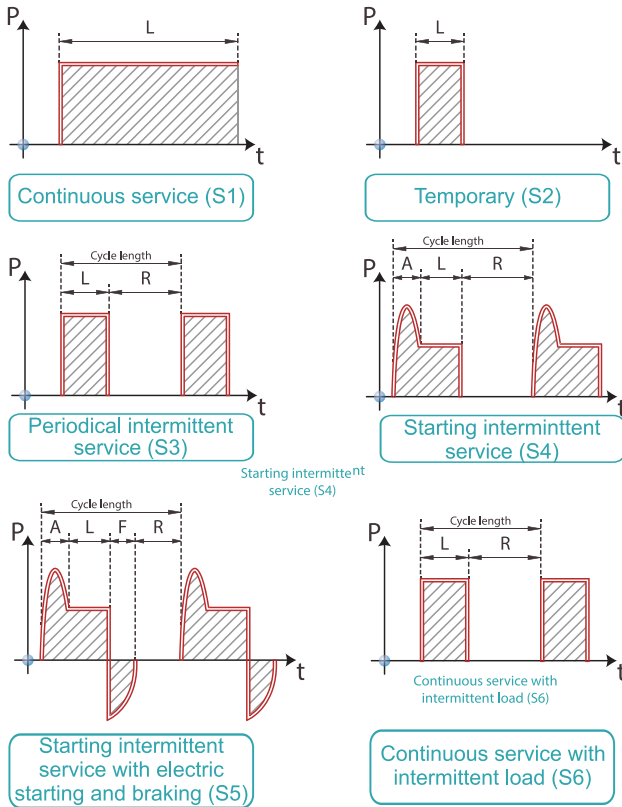 L
P
t
Continuous service (S1)
L
P
t
Temporary (S2)
Cycle length
L
R
P
t
Periodical intermittent
service (S3)
Cycle length
A
L
R
P
t
Starting interminttent
service (S4)
Starting intermittent
service (S4)
Cycle length
A
L
F
R
P
t
Starting intermittent
service with electric
starting and braking (S5)
Cycle length
L
R
P
t
Continuous service with
intermittent load (S6)
Continuous service with
intermittent load (S6)